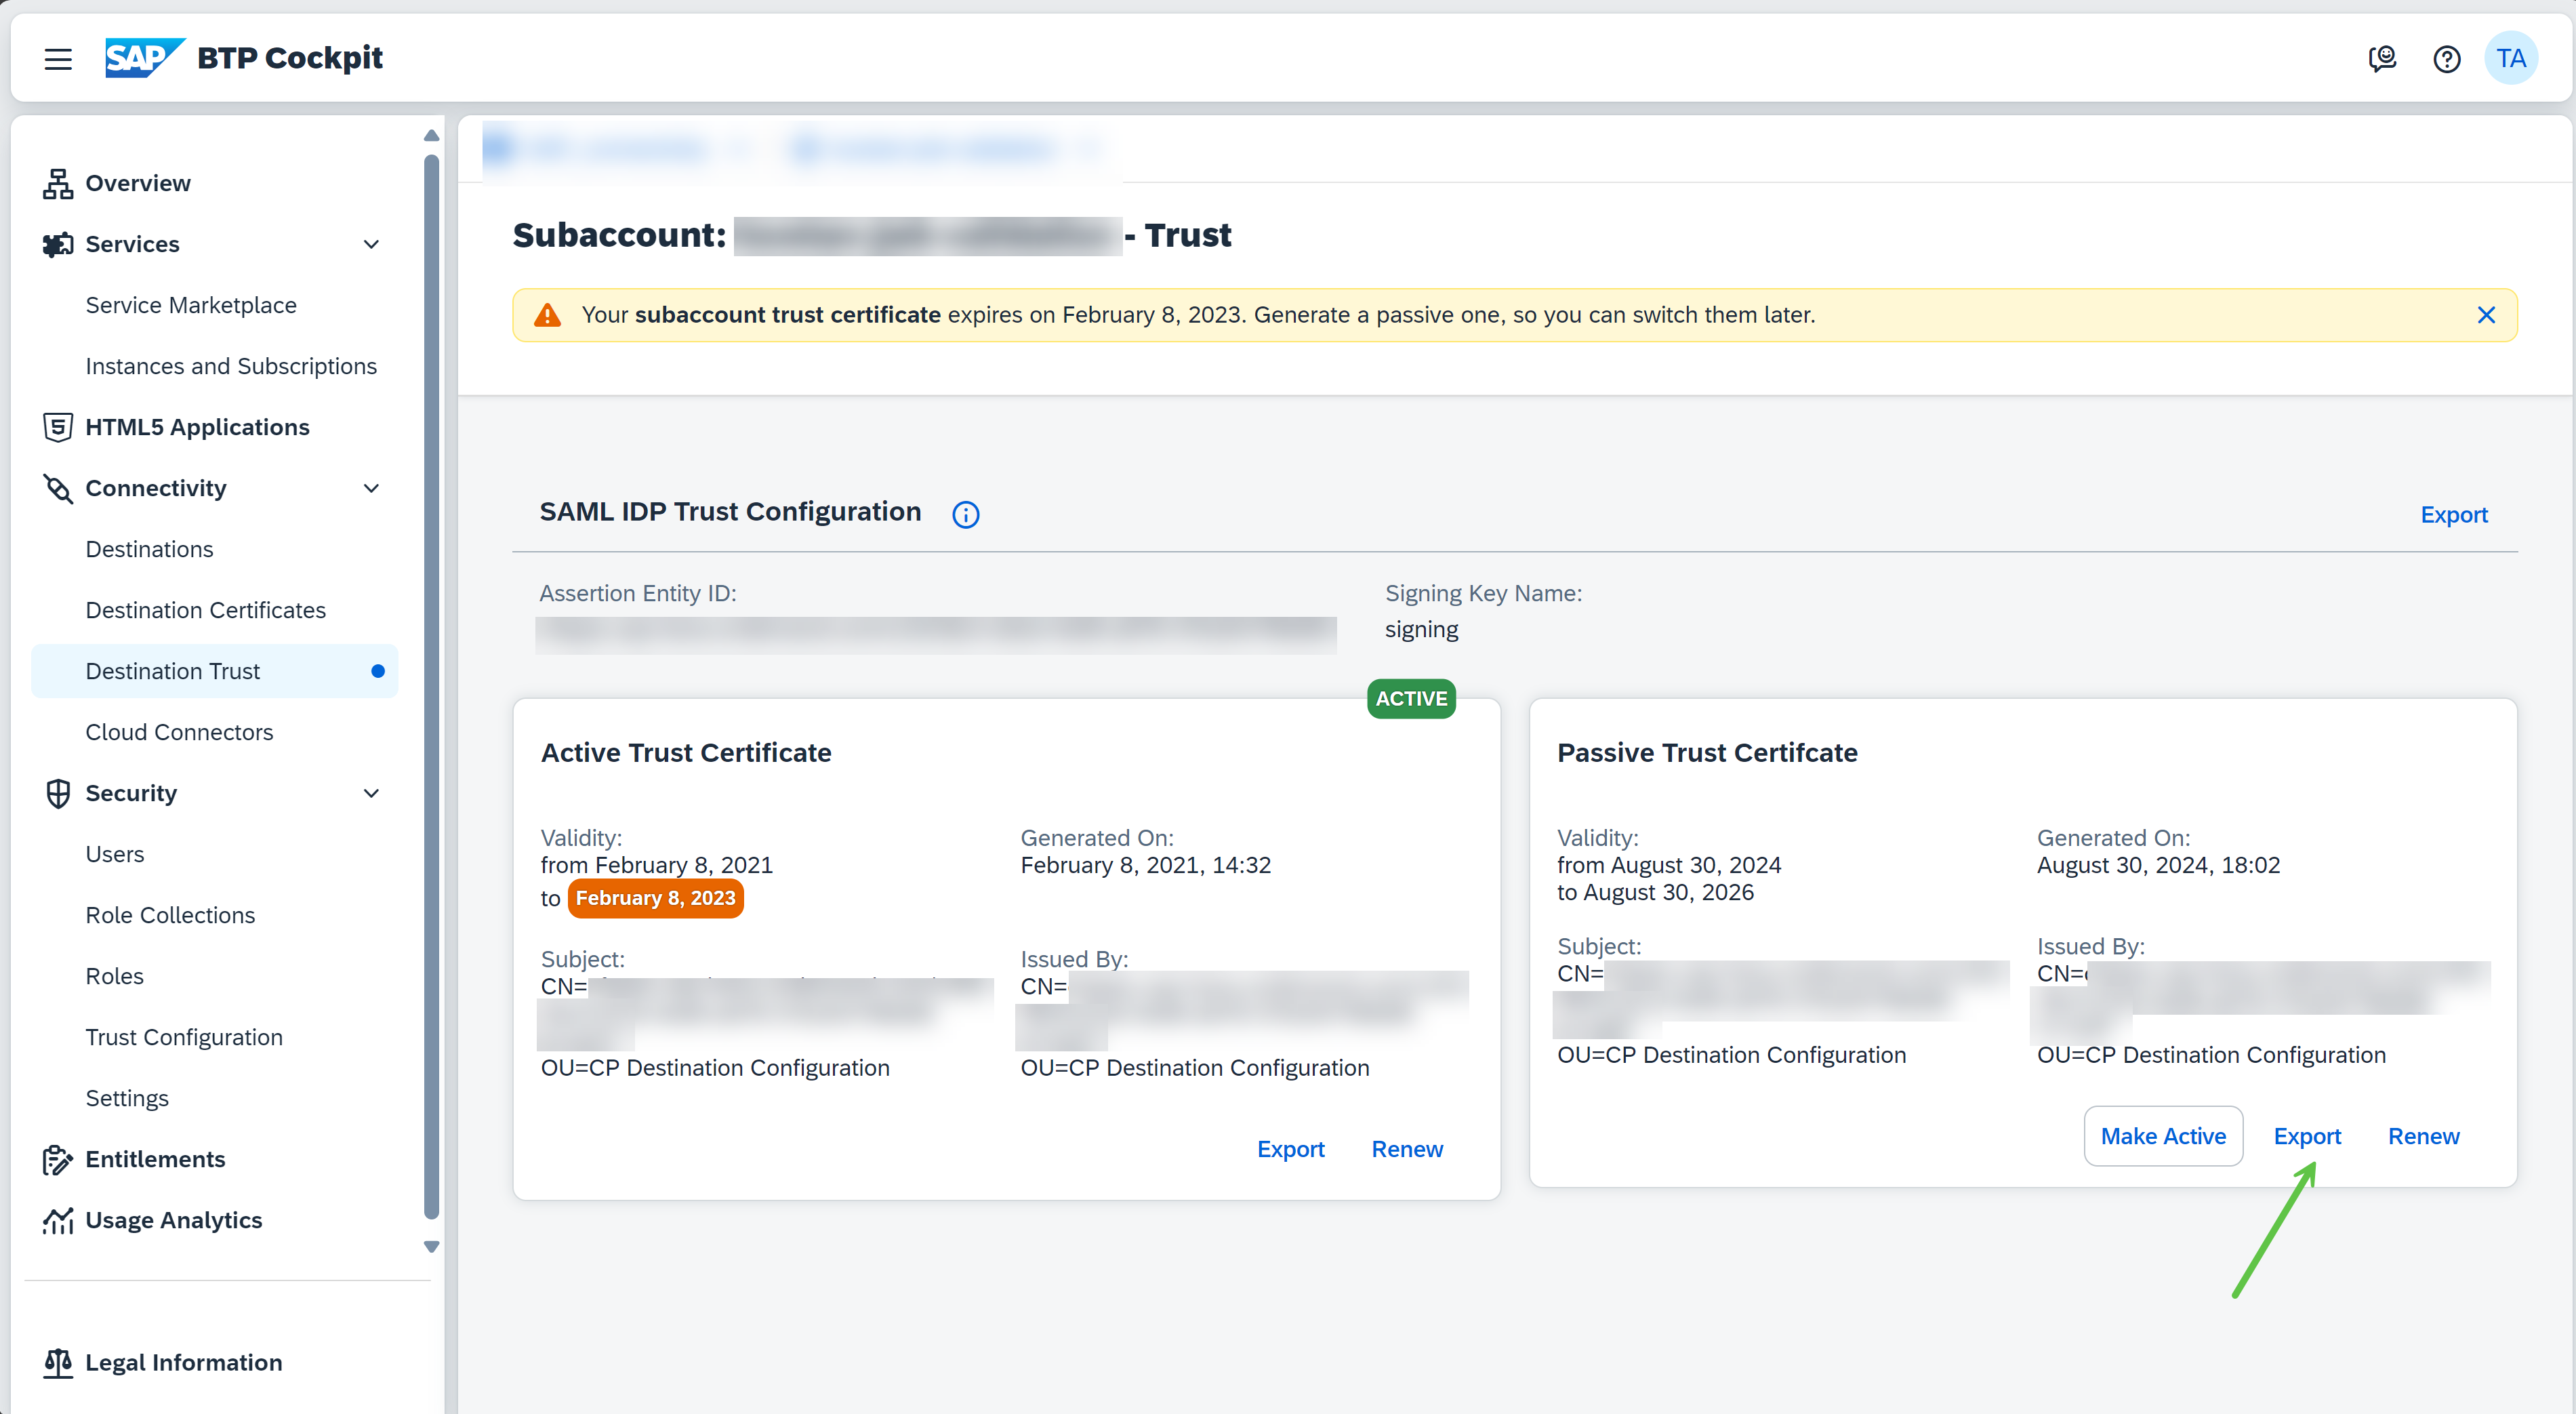 SAP BTP Cockpit
TA
Overview
Services
Service Marketplace
Instances and Subscriptions
HTML5 Applications
Connectivity
Destinations
Destination Certificates
Destination Trust
Cloud Connectors
Security
Users
Role Collections
Roles
Trust Configuration
Settings
Entitlements
Usage Analytics
Legal Information
Subaccount: - Trust
Your subaccount trust certificate expires on February 8, 2023. Generate a passive one, so you can switch them later.
SAML IDP Trust Configuration
Export
Assertion Entity ID:
Signing Key Name:
signing
ACTIVE
Active Trust Certificate
Validity:
from February 8, 2021
to February 8, 2023
Generated On:
February 8, 2021, 14:32
Subject:
CN=
OU=CP Destination Configuration
Issued By:
CN=
OU=CP Destination Configuration
Export Renew
Passive Trust Certifcate
Validity:
from August 30, 2024
to August 30, 2026
Generated On:
August 30, 2024, 18:02
Subject:
CN=
OU=CP Destination Configuration
Issued By:
CN=
OU=CP Destination Configuration
Make Active Export Renew